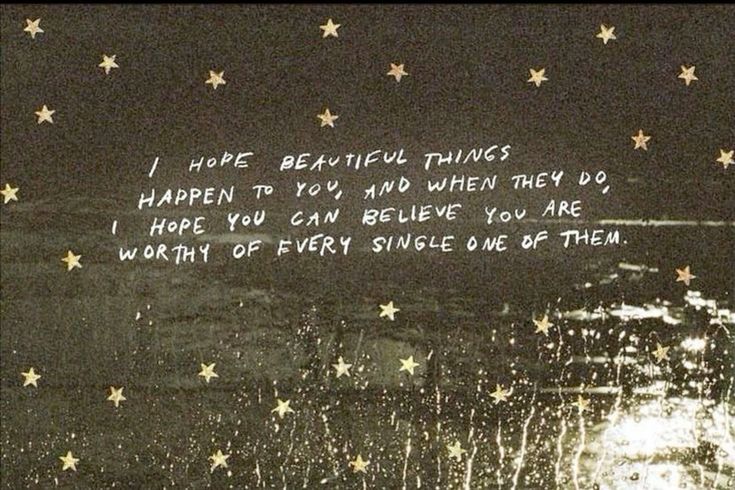 I HOPE BEAUTIFUL THINGS
HAPPEN TO YOU, AND WHEN THEY DO,
I HOPE YOU CAN BELIEVE YOU ARE
WORTHY OF EVERY SINGLE ONE OF THEM.